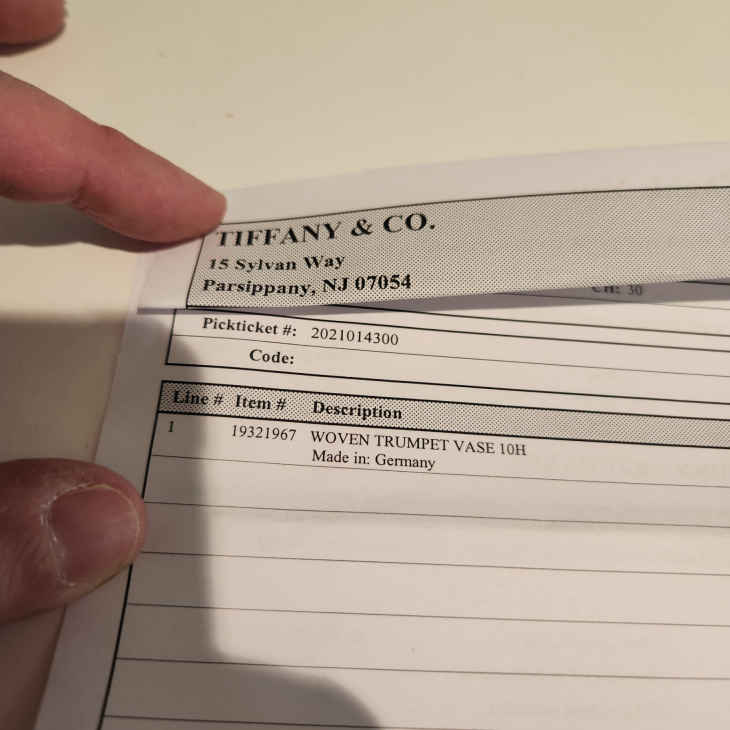 TIFFANY & CO.
15 Sylvan Way
Parsippany, NJ 07054
30
Pickticket #: 2021014300
Code:
Line # Item # Description
1 19321967 WOVEN TRUMPET VASE 10H
Made in: Germany